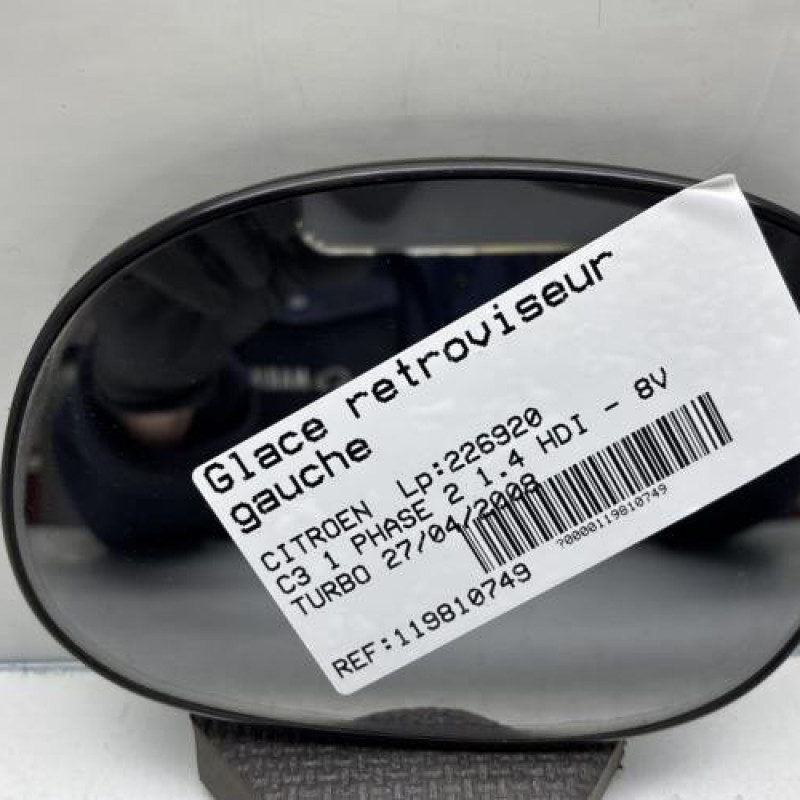 Glace retroviseur
gauche
CITROEN Lp:226920
C3 1 PHASE 2 1.4 HDI - 8V
TURBO 27/04/2008
?0000119810749
REF:119810749